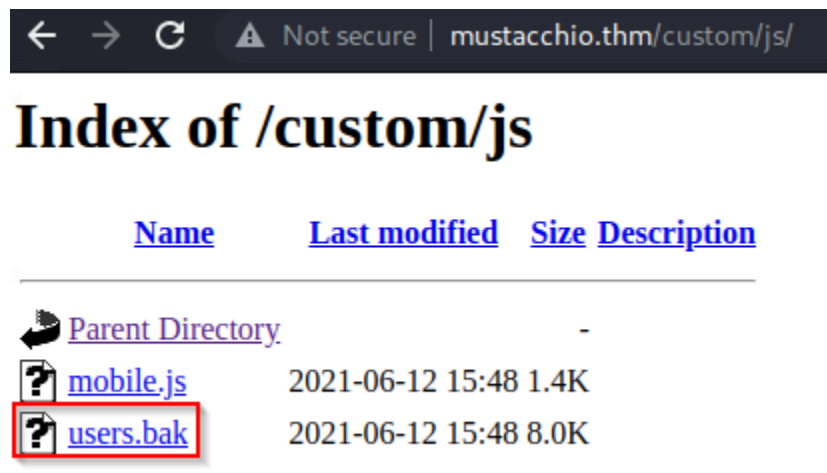 Not secure | mustacchio.thm/custom/js/
Index of /custom/js
Name Last modified Size Description
Parent Directory -
mobile.js 2021-06-12 15:48 1.4K
users.bak 2021-06-12 15:48 8.0K